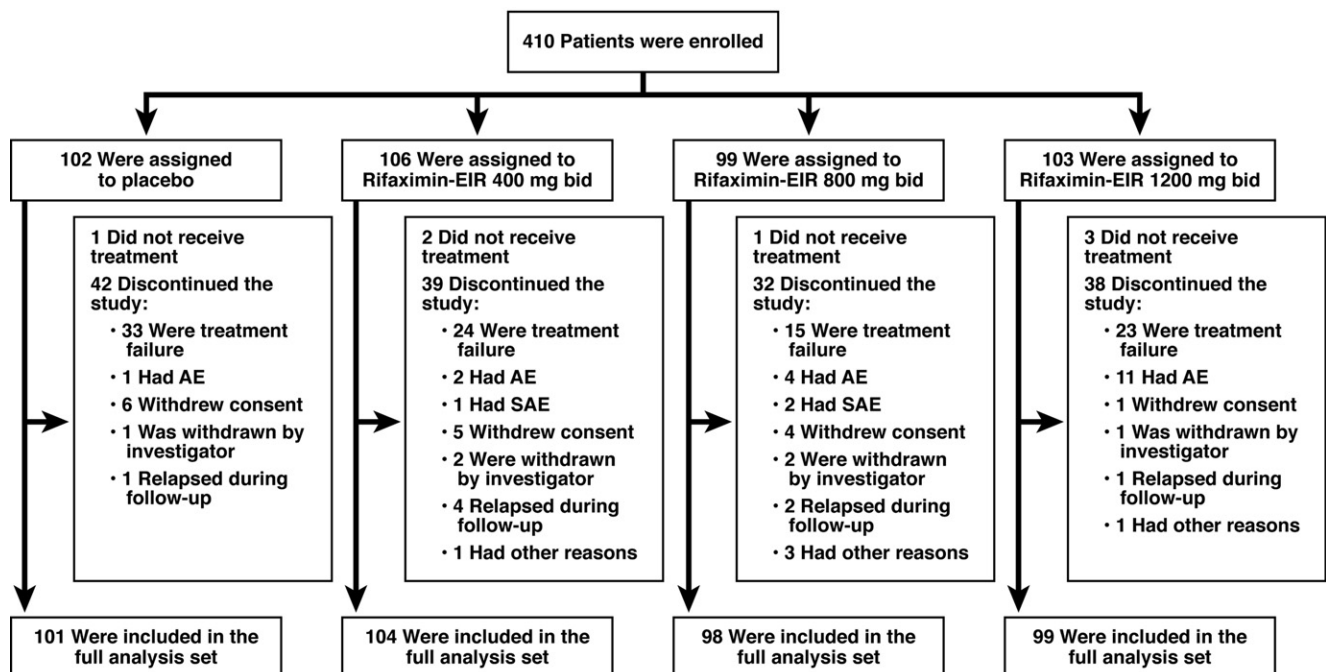 410 Patients were enrolled
102 Were assigned
to placebo
106 Were assigned to
Rifaximin-EIR 400 mg bid
99 Were assigned to
Rifaximin-EIR 800 mg bid
103 Were assigned to
Rifaximin-EIR 1200 mg bid
1 Did not receive
treatment
42 Discontinued the
study:
· 33 Were treatment
failure
· 1 Had AE
· 6 Withdrew consent
· 1 Was withdrawn by
investigator
· 1 Relapsed during
follow-up
2 Did not receive
treatment
39 Discontinued the
study:
· 24 Were treatment
failure
· 2 Had AE
· 1 Had SAE
· 5 Withdrew consent
· 2 Were withdrawn
by investigator
· 4 Relapsed during
follow-up
· 1 Had other reasons
1 Did not receive
treatment
32 Discontinued the
study:
· 15 Were treatment
failure
· 4 Had AE
· 2 Had SAE
· 4 Withdrew consent
· 2 Were withdrawn
by investigator
· 2 Relapsed during
follow-up
· 3 Had other reasons
3 Did not receive
treatment
38 Discontinued the
study:
· 23 Were treatment
failure
· 11 Had AE
· 1 Withdrew consent
· 1 Was withdrawn by
investigator
· 1 Relapsed during
follow-up
· 1 Had other reasons
101 Were included in the
full analysis set
104 Were included in the
full analysis set
98 Were included in the
full analysis set
99 Were included in the
full analysis set